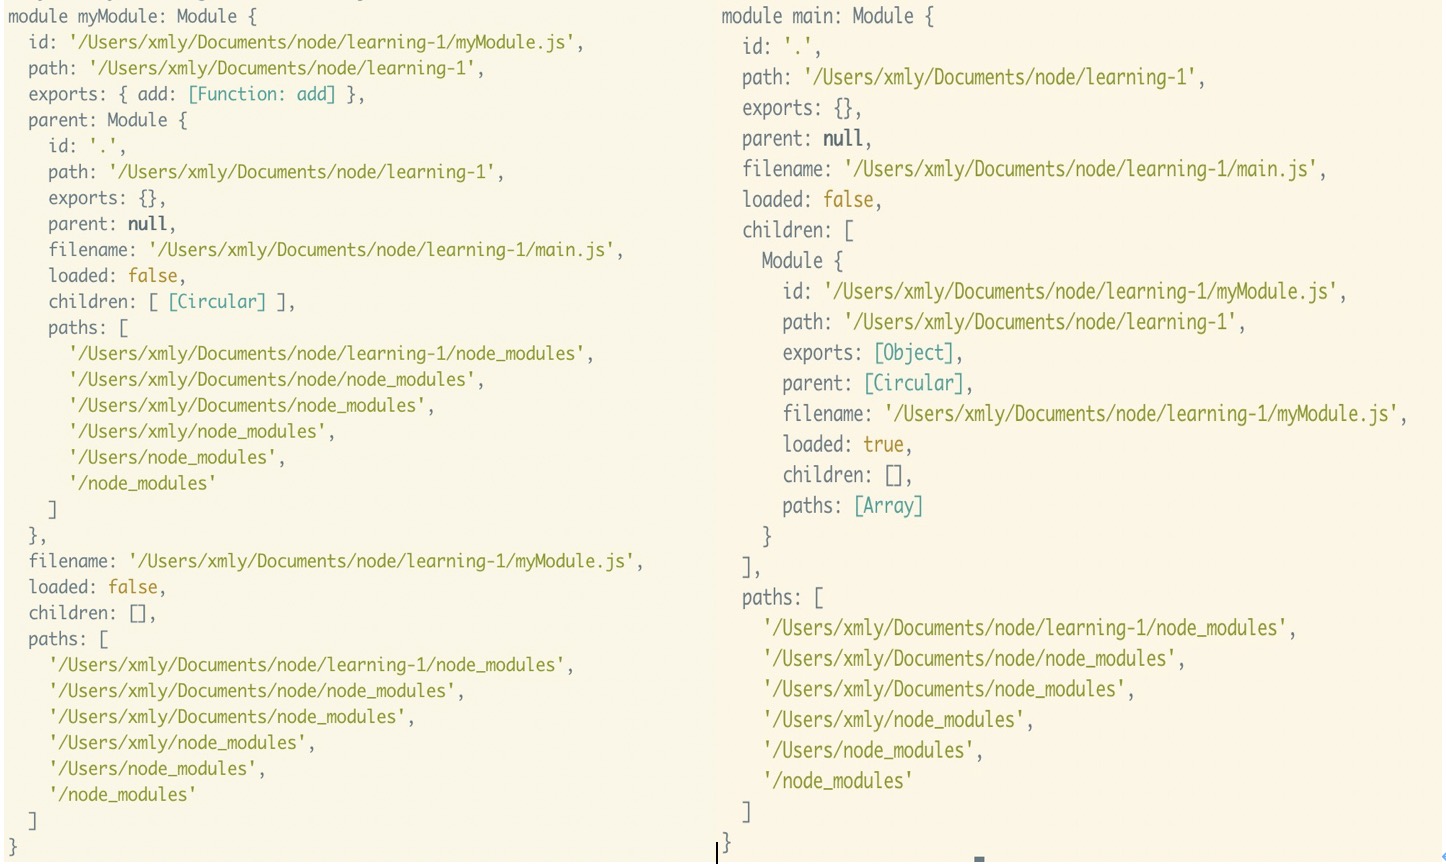 module myModule: Module {
  id: '/Users/xmly/Documents/node/learning-1/myModule.js',
  path: '/Users/xmly/Documents/node/learning-1',
  exports: { add: [Function: add] },
  parent: Module {
    id: '.',
    path: '/Users/xmly/Documents/node/learning-1',
    exports: {},
    parent: null,
    filename: '/Users/xmly/Documents/node/learning-1/main.js',
    loaded: false,
    children: [ [Circular] ],
    paths: [
      '/Users/xmly/Documents/node/learning-1/node_modules',
      '/Users/xmly/Documents/node/node_modules',
      '/Users/xmly/Documents/node_modules',
      '/Users/xmly/node_modules',
      '/Users/node_modules',
      '/node_modules'
    ]
  },
  filename: '/Users/xmly/Documents/node/learning-1/myModule.js',
  loaded: false,
  children: [],
  paths: [
    '/Users/xmly/Documents/node/learning-1/node_modules',
    '/Users/xmly/Documents/node/node_modules',
    '/Users/xmly/Documents/node_modules',
    '/Users/xmly/node_modules',
    '/Users/node_modules',
    '/node_modules'
  ]
}
module main: Module {
  id: '.',
  path: '/Users/xmly/Documents/node/learning-1',
  exports: {},
  parent: null,
  filename: '/Users/xmly/Documents/node/learning-1/main.js',
  loaded: false,
  children: [
    Module {
      id: '/Users/xmly/Documents/node/learning-1/myModule.js',
      path: '/Users/xmly/Documents/node/learning-1',
      exports: [Object],
      parent: [Circular],
      filename: '/Users/xmly/Documents/node/learning-1/myModule.js',
      loaded: true,
      children: [],
      paths: [Array]
    }
  ],
  paths: [
    '/Users/xmly/Documents/node/learning-1/node_modules',
    '/Users/xmly/Documents/node/node_modules',
    '/Users/xmly/Documents/node_modules',
    '/Users/xmly/node_modules',
    '/Users/node_modules',
    '/node_modules'
  ]
}